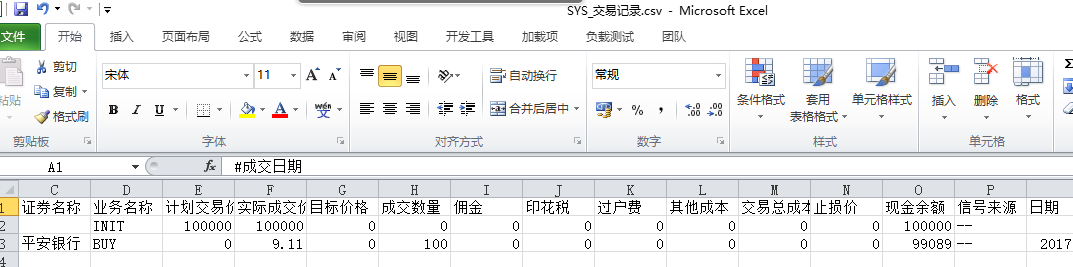 SYS_交易记录.csv - Microsoft Excel
文件 开始 插入 页面布局 公式 数据 审阅 视图 开发工具 加载项 负载测试 团队
剪切 宋体 11 自动换行 常规
粘贴 复制 条件格式 套用表格格式 单元格样式 插入 删除 格式
格式刷 合并后居中
剪贴板 字体 对齐方式 数字 样式 单元格
A1 fx #成交日期
C D E F G H I J K L M N O P
1 证券名称 业务名称 计划交易价 实际成交价 目标价格 成交数量 佣金 印花税 过户费 其他成本 交易总成本 止损价 现金余额 信号来源 日期
2 INIT 100000 100000 0 0 0 0 0 0 0 0 100000 --
3 平安银行 BUY 0 9.11 0 100 0 0 0 0 0 0 99089 -- 2017
4